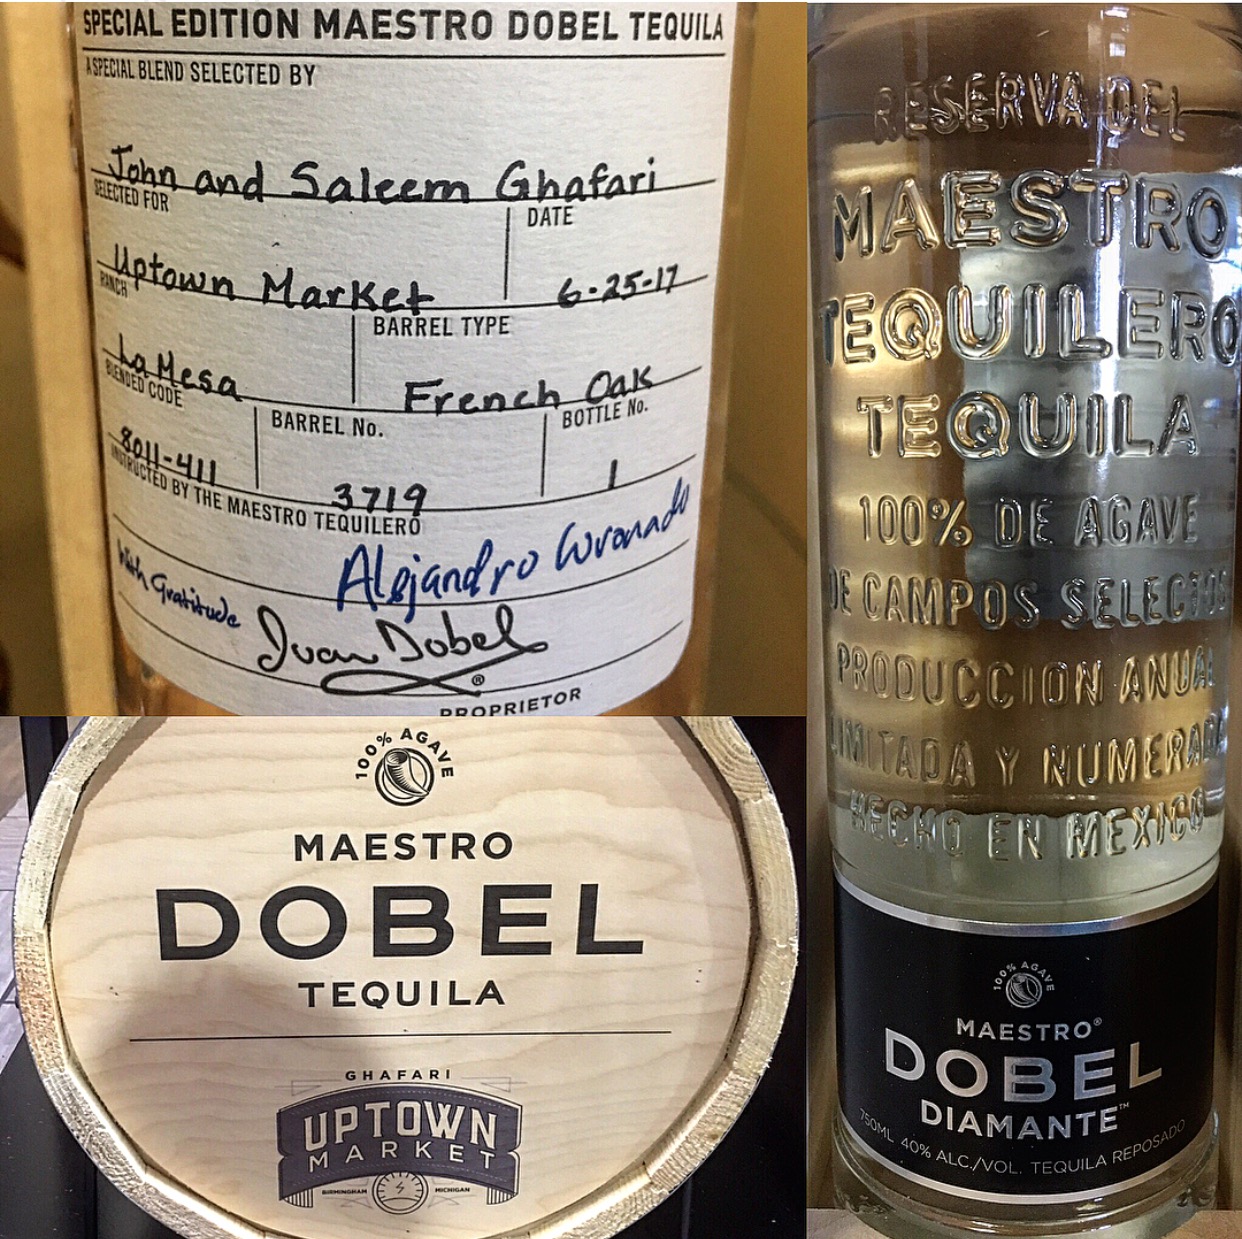 SPECIAL EDITION MAESTRO DOBEL TEQUILA
A SPECIAL BLEND SELECTED BY
John and Saleem Ghafari
SELECTED FOR
DATE
Uptown Market
6-25-17
RANCH
BARREL TYPE
La Mesa
French Oak
BLENDED CODE
BARREL No.
BOTTLE No.
8011-411
3719
1
INSTRUCTED BY THE MAESTRO TEQUILERO
Alejandro Coronado
With Gratitude
Juan Dobel
®
PROPRIETOR
100% AGAVE
MAESTRO
DOBEL
TEQUILA
GHAFARI
UPTOWN
MARKET
BIRMINGHAM MICHIGAN
RESERVA DEL
MAESTRO
TEQUILERO
TEQUILA
100% DE AGAVE
DE CAMPOS SELECTOS
PRODUCCION ANUAL
LIMITADA Y NUMERADA
HECHO EN MEXICO
100% AGAVE
MAESTRO®
DOBEL
DIAMANTE™
750ML 40% ALC./VOL. TEQUILA REPOSADO